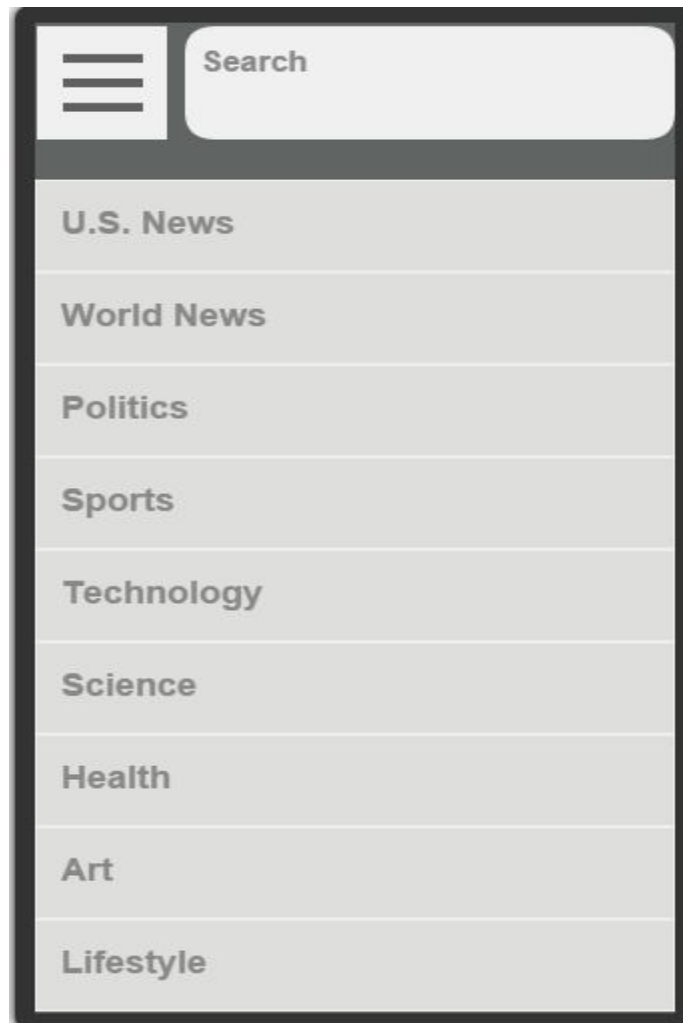 Search
U.S. News
World News
Politics
Sports
Technology
Science
Health
Art
Lifestyle